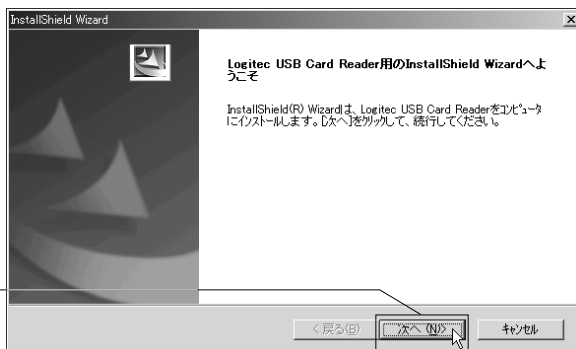 InstallShield Wizard
Logitec USB Card Reader用のInstallShield Wizardへよ
うこそ
InstallShield(R) Wizardは、Logitec USB Card Readerをコンピュータ
にインストールします。[次へ]をクリックして、続行してください。
< 戻る(B)
次へ (N)>
キャンセル